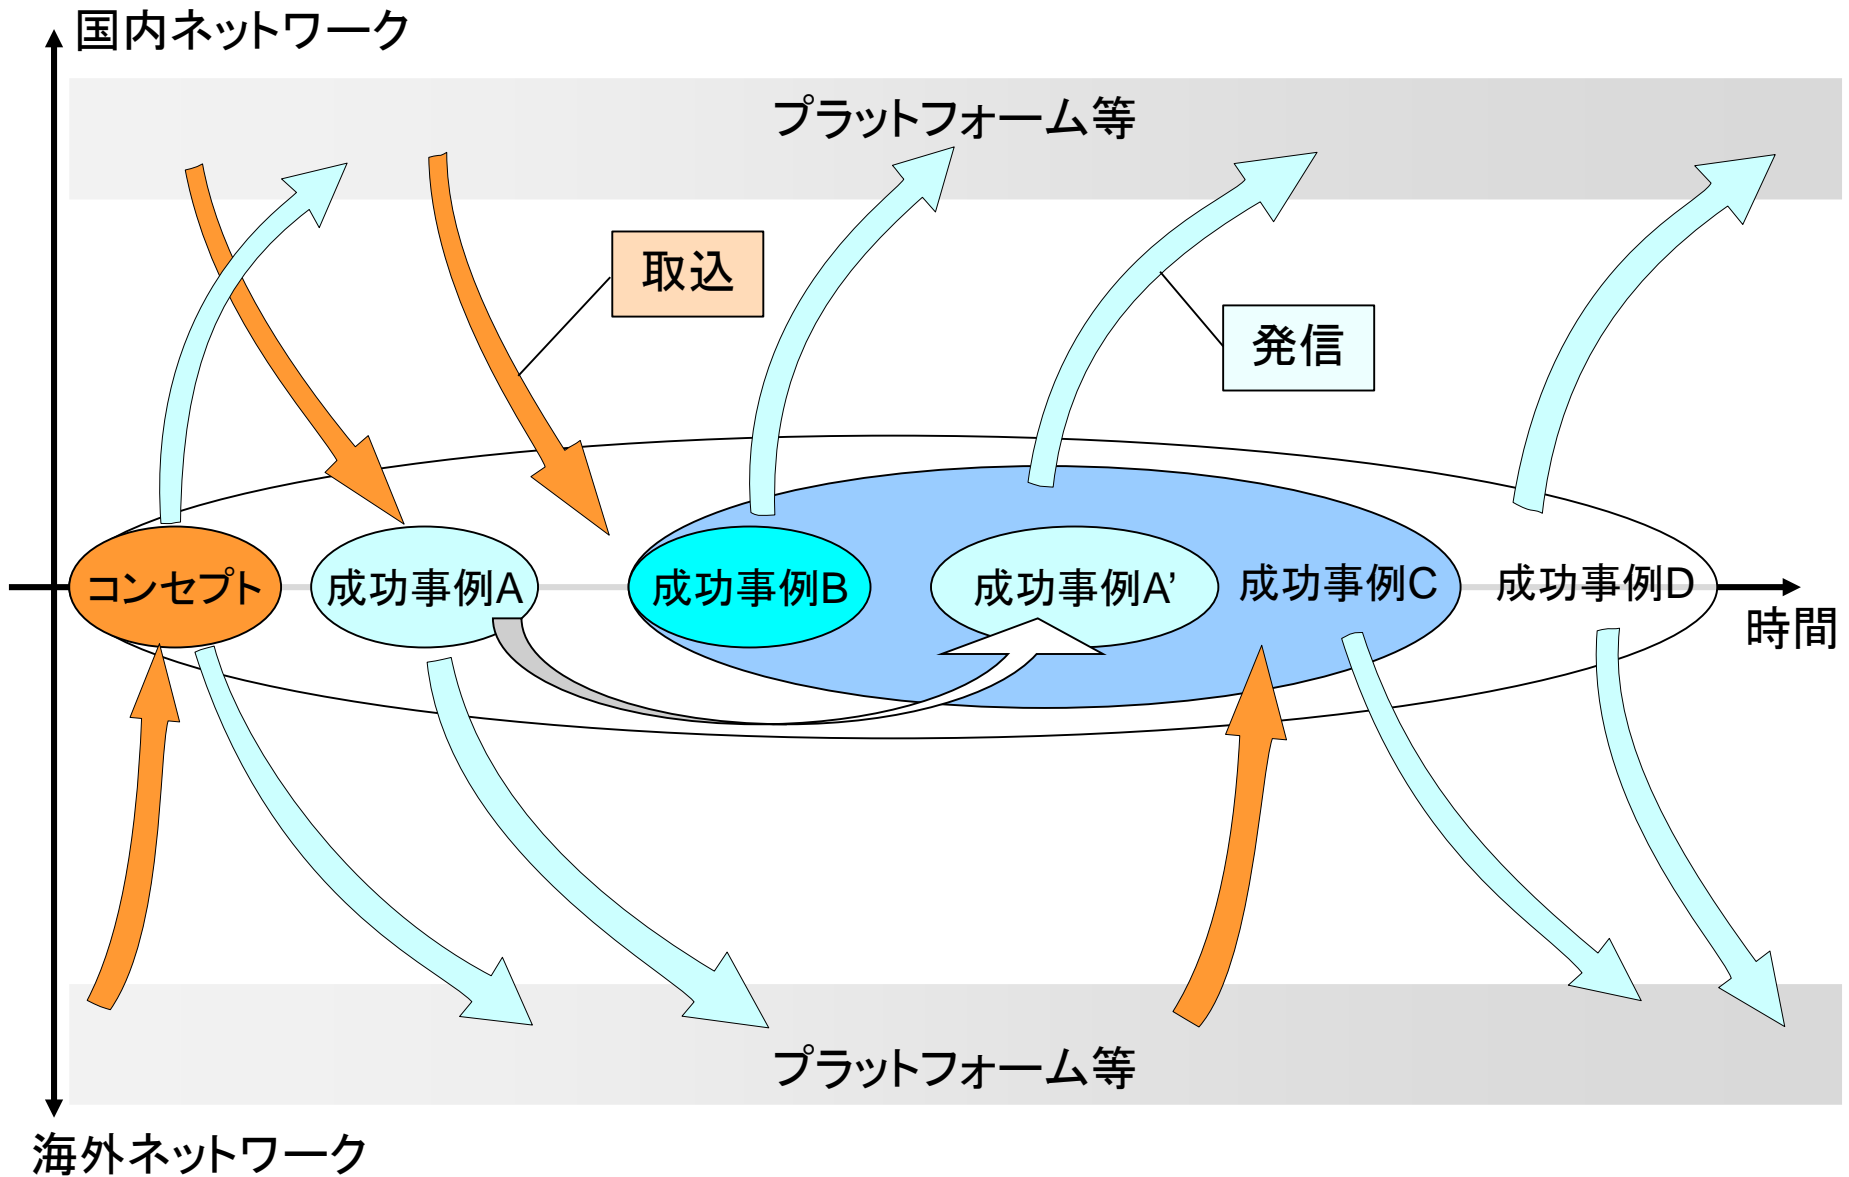 国内ネットワーク
プラットフォーム等
取込
発信
コンセプト
成功事例A
成功事例B
成功事例A’
成功事例C
成功事例D
時間
プラットフォーム等
海外ネットワーク